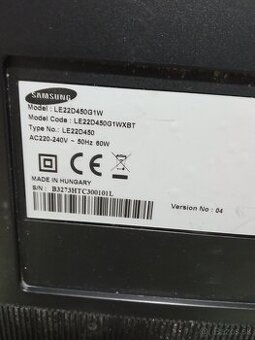 SAMSUNG
Model : LE22D450G1W
Model Code : LE22D450G1WXBT
Type No. : LE22D450
AC220-240V ~ 50Hz 60W
CE
MADE IN HUNGARY
S/N : B3273HTC300101L
Version No : 04